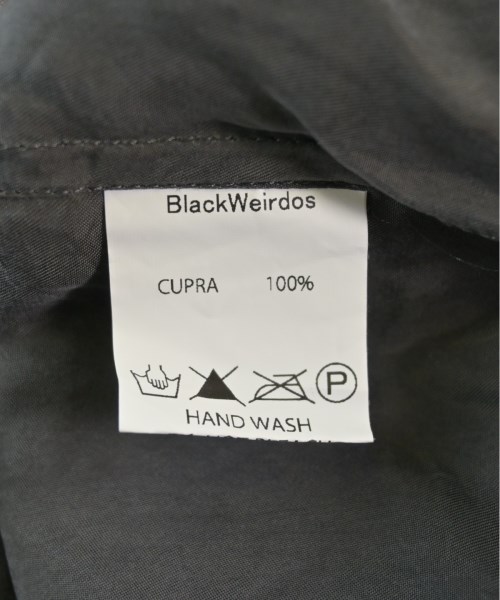 BlackWeirdos
CUPRA 100%
P
HAND WASH